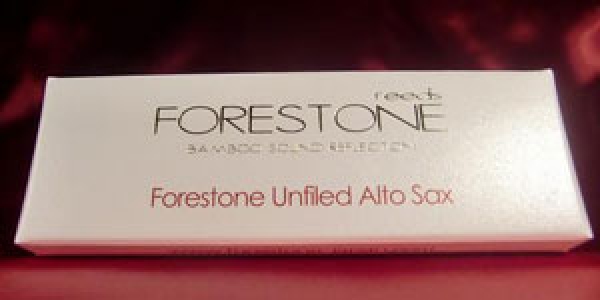 reeds
FORESTONE
BAMBOO SOUND REFLECTION
Forestone Unfiled Alto Sax